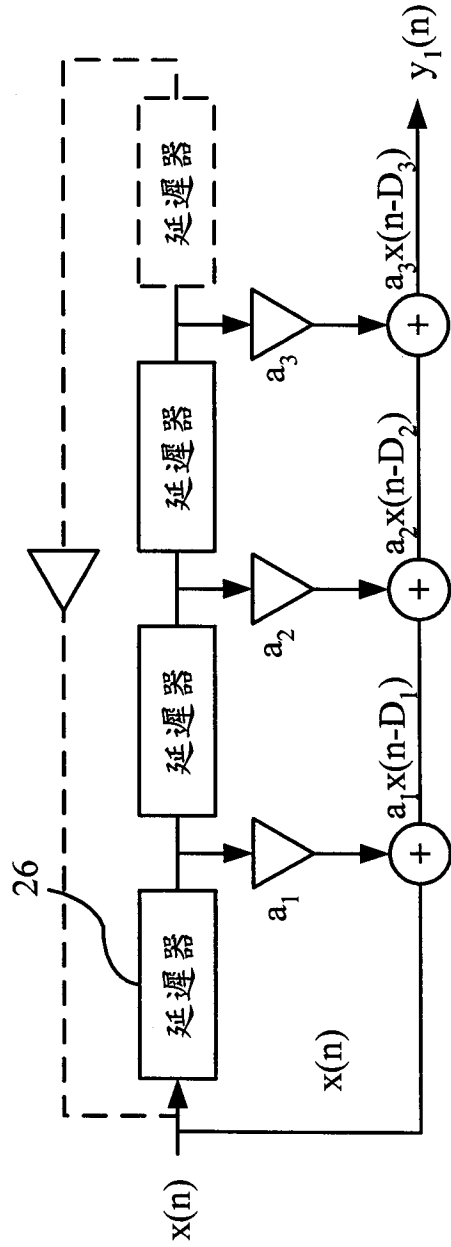 26
x(n)
延遲器
延遲器
延遲器
延遲器
a₁
a₂
a₃
x(n)
a₁x(n-D₁)
a₂x(n-D₂)
a₃x(n-D₃)
y₁(n)
+
+
+